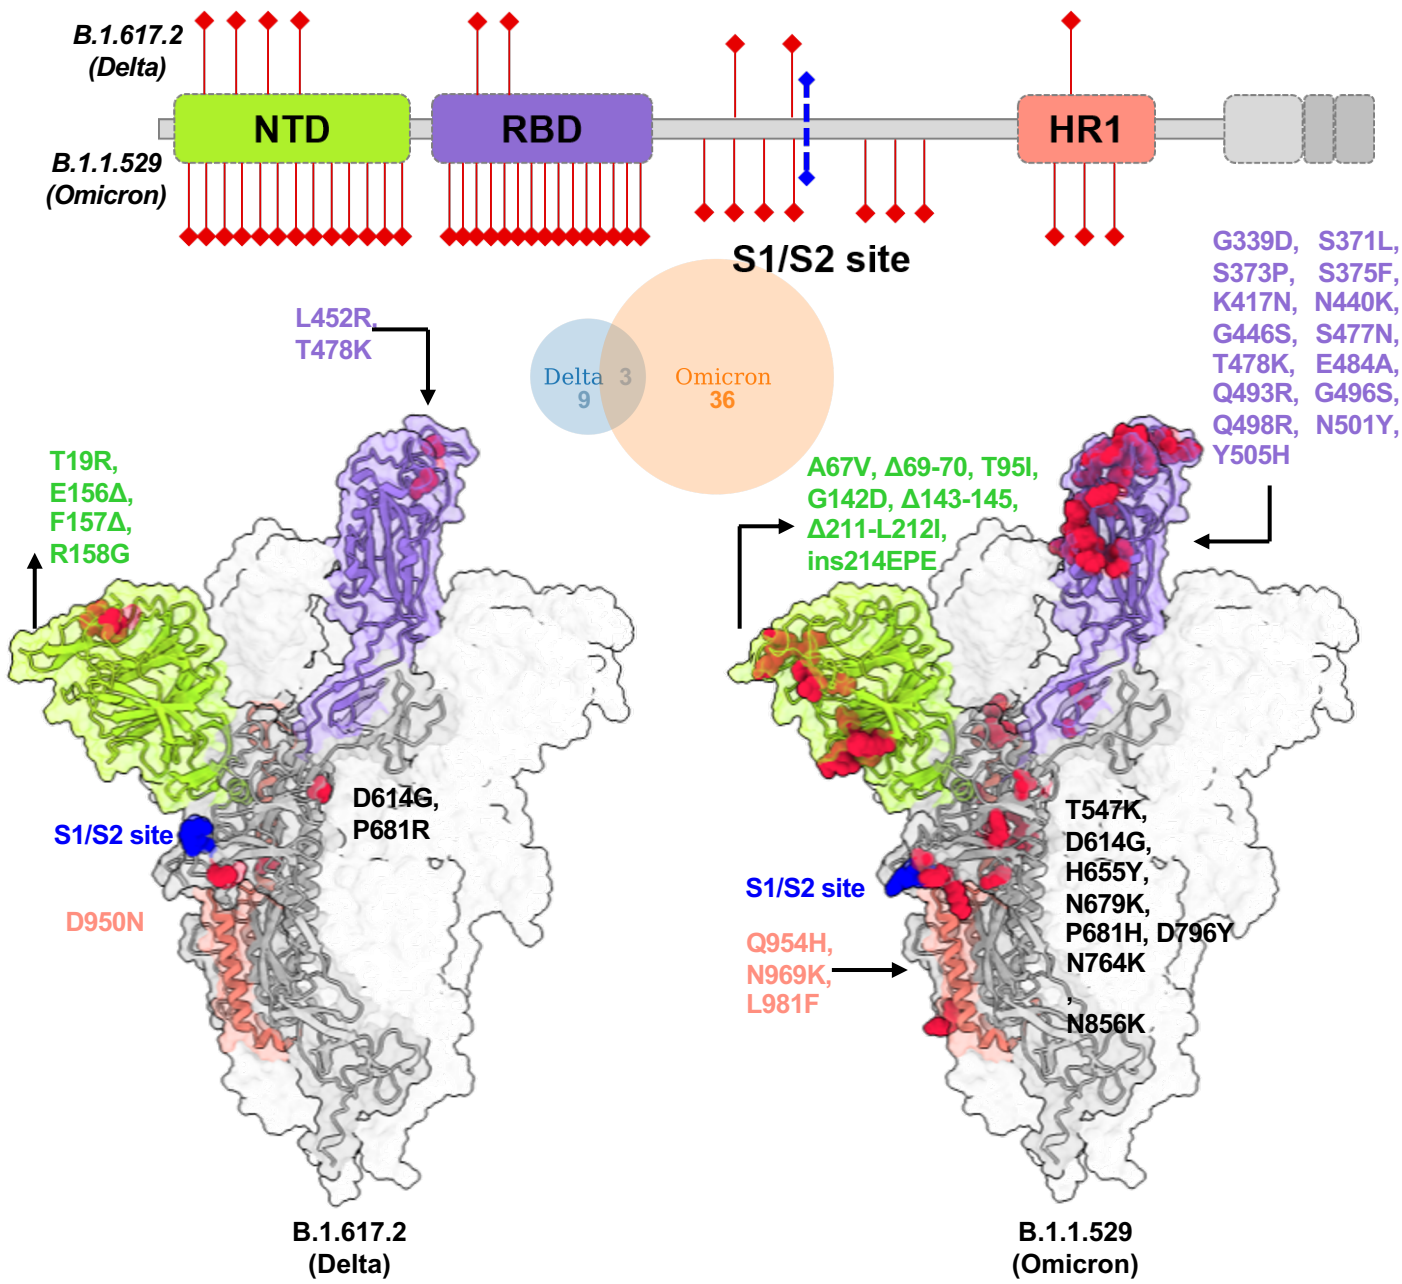 B.1.617.2
(Delta)
NTD
RBD
HR1
B.1.1.529
(Omicron)
S1/S2 site
G339D, S371L,
S373P, S375F,
K417N, N440K,
G446S, S477N,
T478K, E484A,
Q493R, G496S,
Q498R, N501Y,
Y505H
L452R,
T478K
Delta 3 Omicron
9 36
T19R,
E156Δ,
F157Δ,
R158G
A67V, Δ69-70, T95I,
G142D, Δ143-145,
Δ211-L212I,
ins214EPE
D614G,
P681R
S1/S2 site
D950N
T547K,
D614G,
H655Y,
N679K,
P681H, D796Y
N764K
,
N856K
S1/S2 site
Q954H,
N969K,
L981F
B.1.617.2
(Delta)
B.1.1.529
(Omicron)